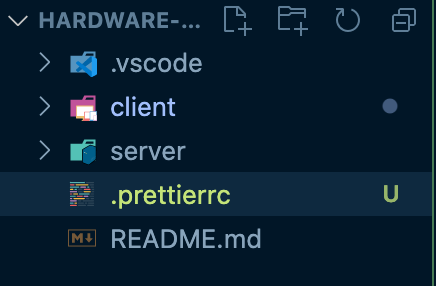 HARDWARE-...
.vscode
client
server
.prettierrc U
README.md